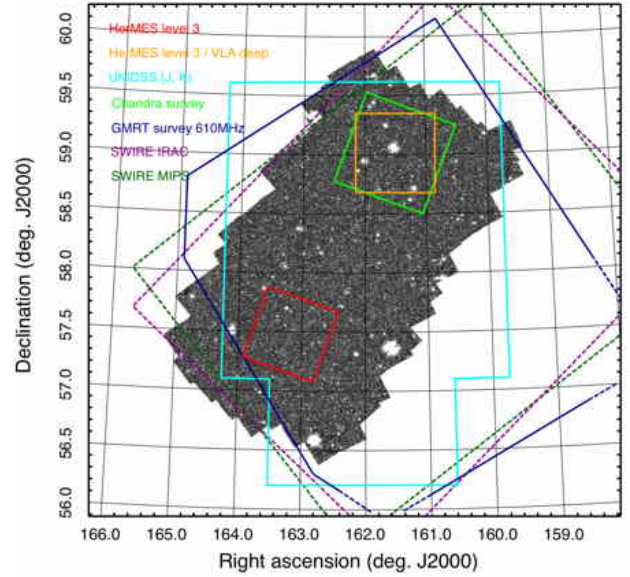 HerMES level 3
HerMES level 3 / VLA deep
UKIDSS (J, K)
Chandra survey
GMRT survey 610MHz
SWIRE IRAC
SWIRE MIPS
60.0
59.5
59.0
58.5
58.0
57.5
57.0
56.5
56.0
Declination (deg. J2000)
166.0 165.0 164.0 163.0 162.0 161.0 160.0 159.0
Right ascension (deg. J2000)